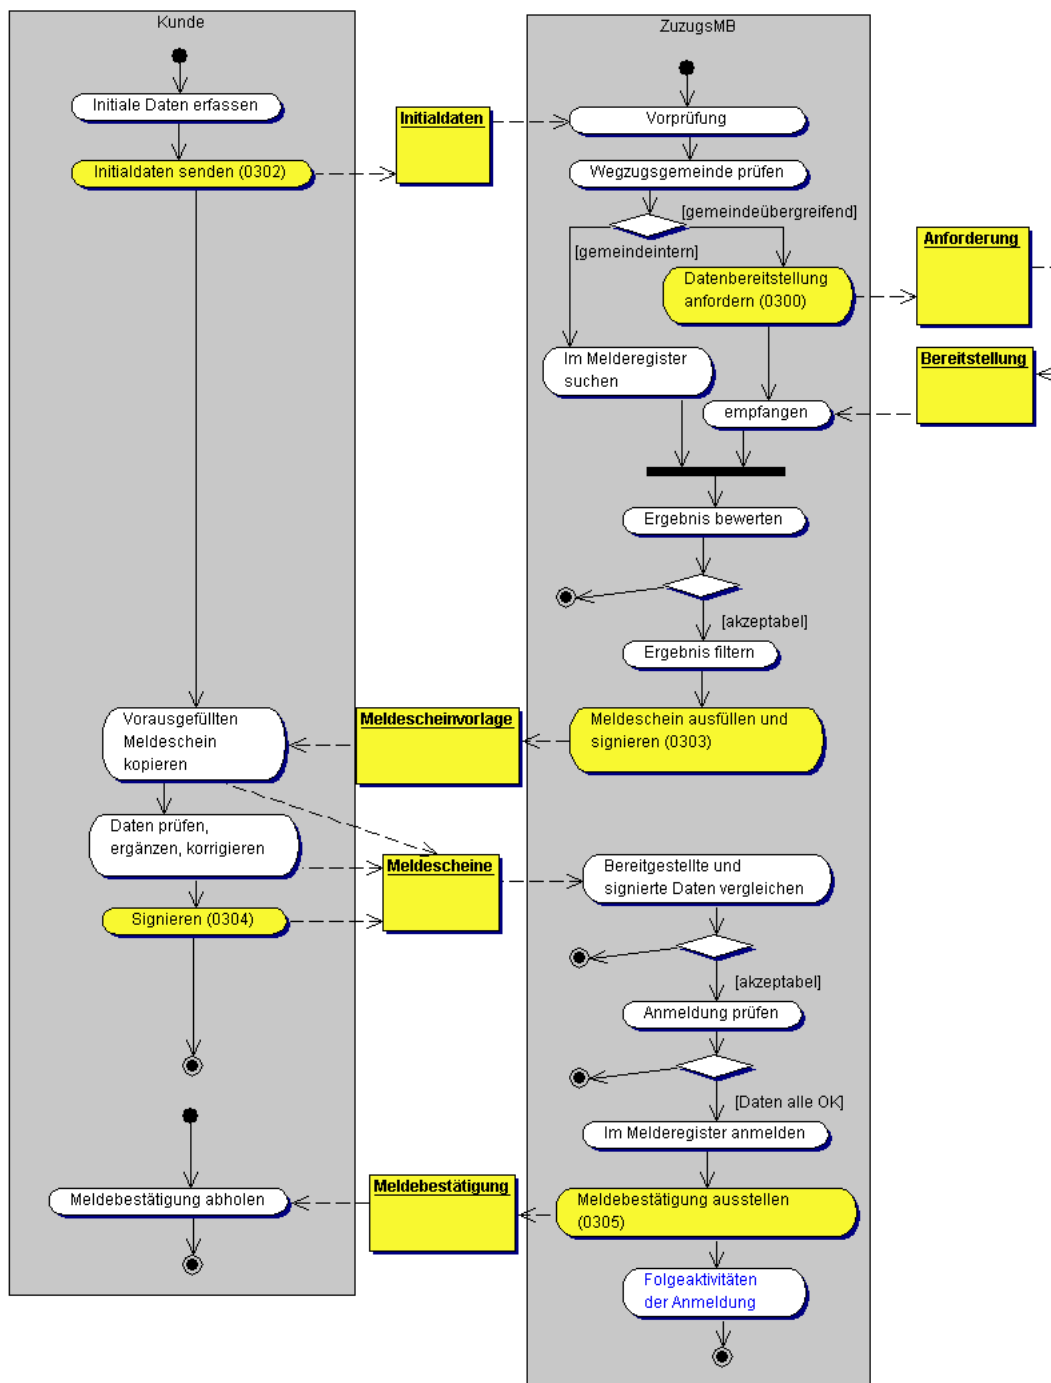 Kunde
Initiale Daten erfassen
Initialdaten senden (0302)
Initialdaten
ZuzugsMB
Vorprüfung
Wegzugsgemeinde prüfen
[gemeindeübergreifend]
[gemeindeintern]
Datenbereitstellung
anfordern (0300)
Anforderung
Im Melderegister
suchen
Bereitstellung
empfangen
Ergebnis bewerten
[akzeptabel]
Ergebnis filtern
Vorausgefüllten
Meldeschein
kopieren
Meldescheinvorlage
Meldeschein ausfüllen und
signieren (0303)
Daten prüfen,
ergänzen, korrigieren
Meldescheine
Bereitgestellte und
signierte Daten vergleichen
Signieren (0304)
[akzeptabel]
Anmeldung prüfen
[Daten alle OK]
Im Melderegister anmelden
Meldebestätigung abholen
Meldebestätigung
Meldebestätigung ausstellen
(0305)
Folgeaktivitäten
der Anmeldung